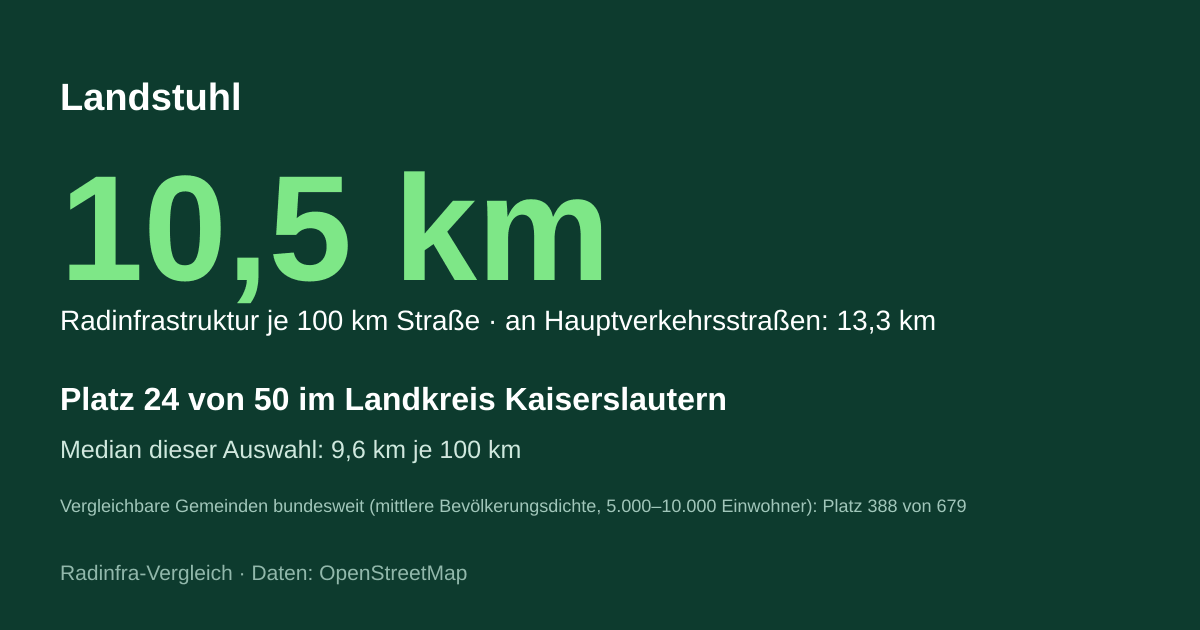 Landstuhl
10,5 km
Radinfrastruktur je 100 km Straße · an Hauptverkehrsstraßen: 13,3 km
Platz 24 von 50 im Landkreis Kaiserslautern
Median dieser Auswahl: 9,6 km je 100 km
Vergleichbare Gemeinden bundesweit (mittlere Bevölkerungsdichte, 5.000–10.000 Einwohner): Platz 388 von 679
Radinfra-Vergleich · Daten: OpenStreetMap